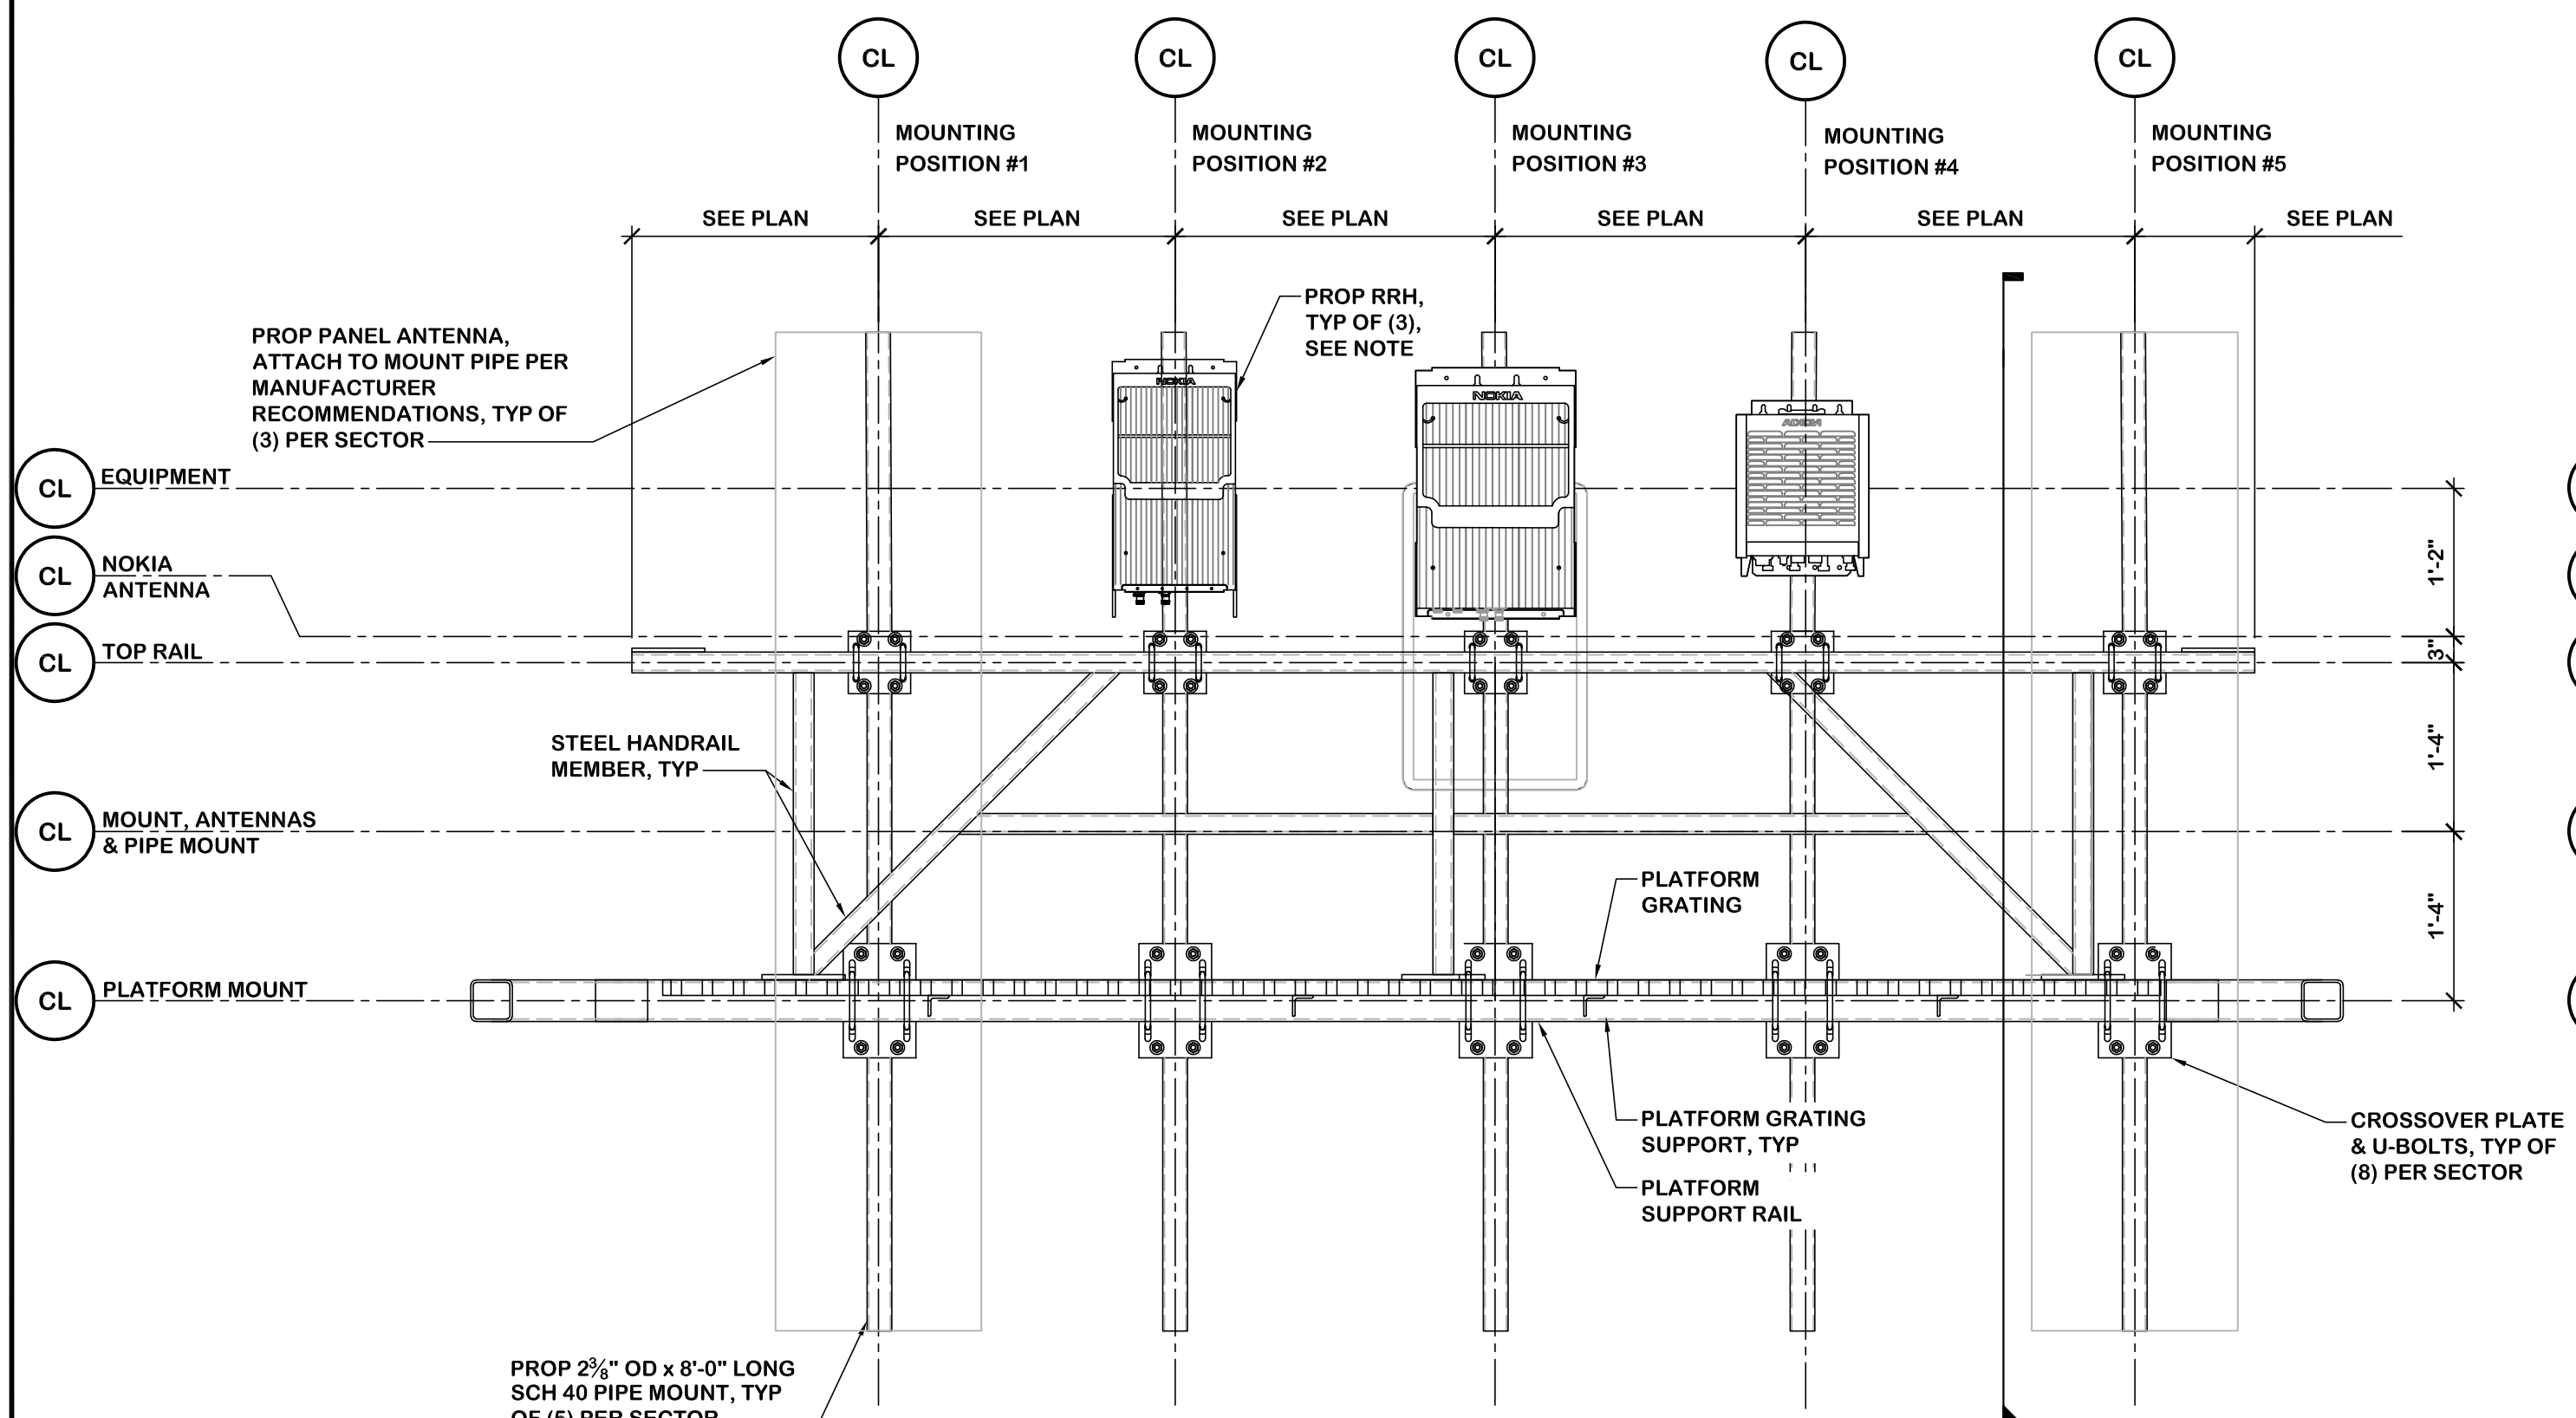 CL
CL
CL
CL
CL
MOUNTING
POSITION #1
MOUNTING
POSITION #2
MOUNTING
POSITION #3
MOUNTING
POSITION #4
MOUNTING
POSITION #5
SEE PLAN
SEE PLAN
SEE PLAN
SEE PLAN
SEE PLAN
SEE PLAN
PROP RRH,
TYP OF (3),
SEE NOTE
PROP PANEL ANTENNA,
ATTACH TO MOUNT PIPE PER
MANUFACTURER
RECOMMENDATIONS, TYP OF
(3) PER SECTOR
NOKIA
NOKIA
NOKIA
CL EQUIPMENT
CL NOKIA
ANTENNA
CL TOP RAIL
1'-2"
3"
1'-4"
1'-4"
STEEL HANDRAIL
MEMBER, TYP
CL MOUNT, ANTENNAS
& PIPE MOUNT
PLATFORM
GRATING
CL PLATFORM MOUNT
PLATFORM GRATING
SUPPORT, TYP
PLATFORM
SUPPORT RAIL
CROSSOVER PLATE
& U-BOLTS, TYP OF
(8) PER SECTOR
PROP 2⅜" OD x 8'-0" LONG
SCH 40 PIPE MOUNT, TYP
OF (5) PER SECTOR